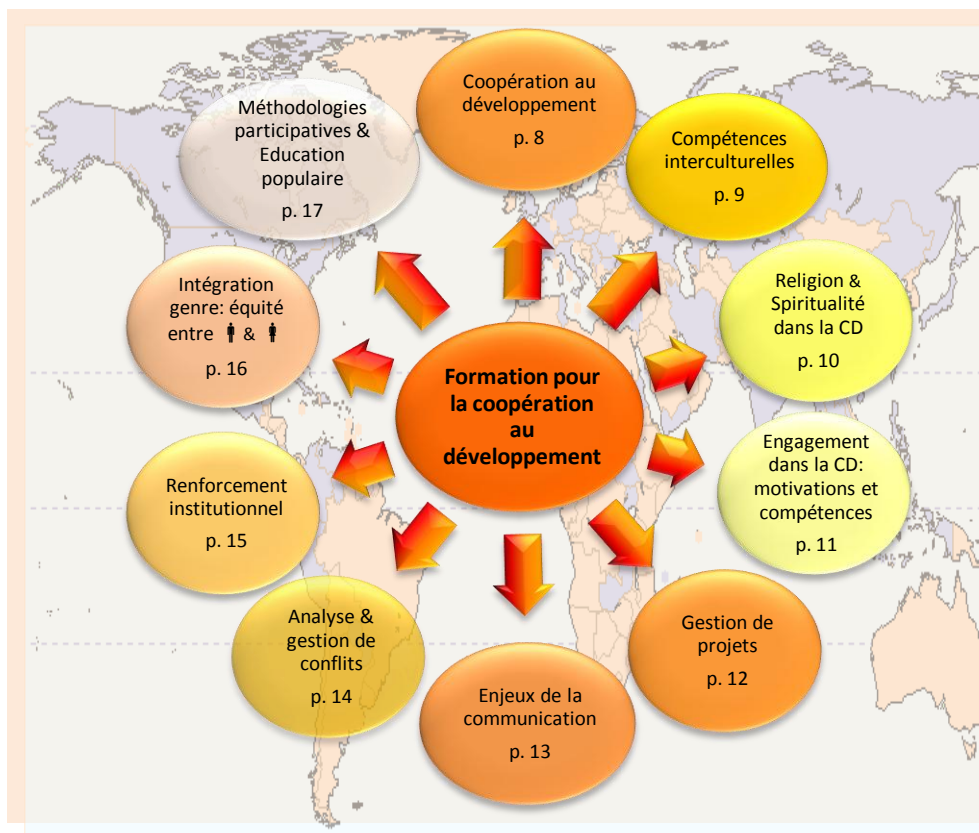 Coopération au
développement
p. 8
Compétences
interculturelles
p. 9
Religion &
Spiritualité
dans la CD
p. 10
Engagement
dans la CD:
motivations et
compétences
p. 11
Gestion de
projets
p. 12
Enjeux de la
communication
p. 13
Analyse &
gestion de
conflits
p. 14
Renforcement
institutionnel
p. 15
Intégration
genre: équité
entre 🚹 & 🚺
p. 16
Méthodologies
participatives &
Education
populaire
p. 17
Formation pour
la coopération
au
développement